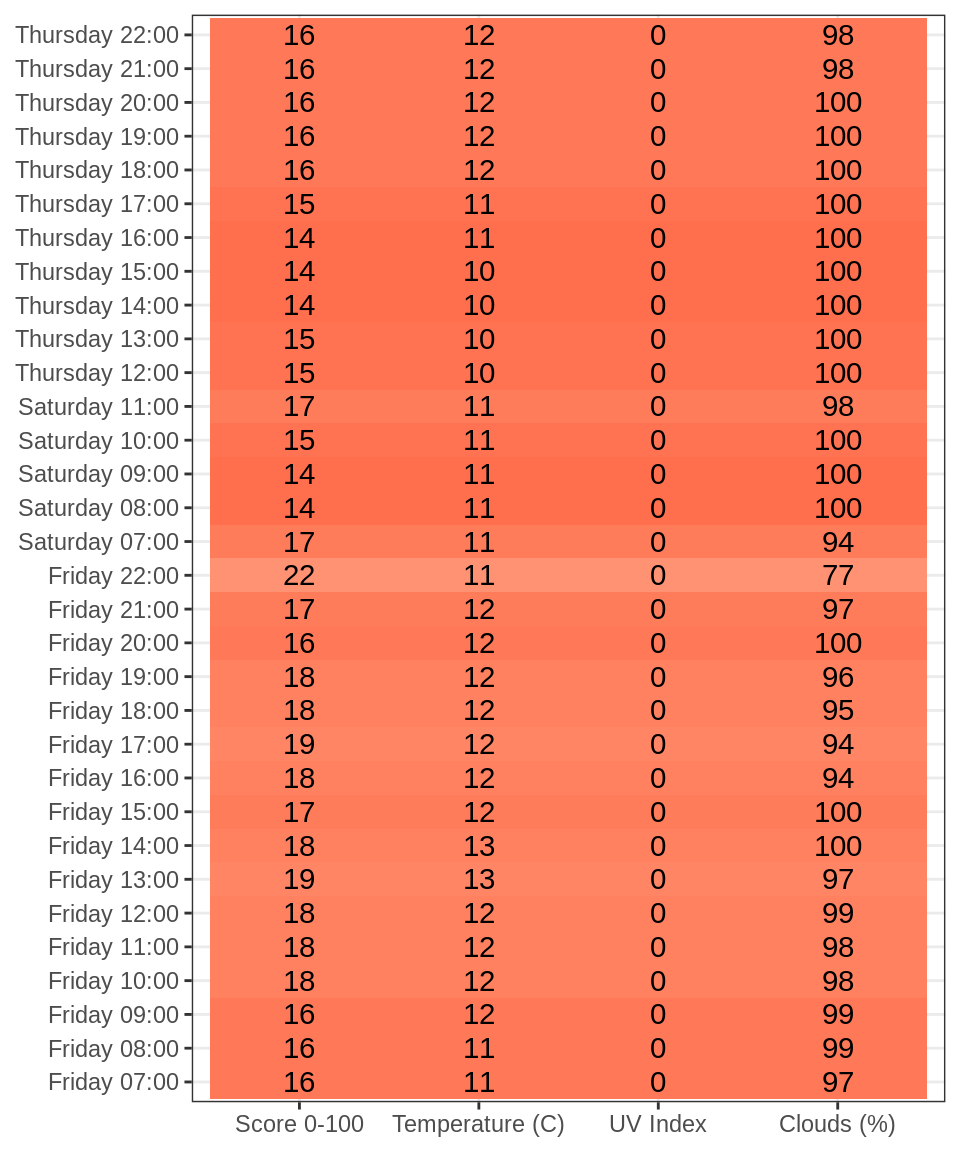 Thursday 22:00 16 12 0 98
Thursday 21:00 16 12 0 98
Thursday 20:00 16 12 0 100
Thursday 19:00 16 12 0 100
Thursday 18:00 16 12 0 100
Thursday 17:00 15 11 0 100
Thursday 16:00 14 11 0 100
Thursday 15:00 14 10 0 100
Thursday 14:00 14 10 0 100
Thursday 13:00 15 10 0 100
Thursday 12:00 15 10 0 100
Saturday 11:00 17 11 0 98
Saturday 10:00 15 11 0 100
Saturday 09:00 14 11 0 100
Saturday 08:00 14 11 0 100
Saturday 07:00 17 11 0 94
Friday 22:00 22 11 0 77
Friday 21:00 17 12 0 97
Friday 20:00 16 12 0 100
Friday 19:00 18 12 0 96
Friday 18:00 18 12 0 95
Friday 17:00 19 12 0 94
Friday 16:00 18 12 0 94
Friday 15:00 17 12 0 100
Friday 14:00 18 13 0 100
Friday 13:00 19 13 0 97
Friday 12:00 18 12 0 99
Friday 11:00 18 12 0 98
Friday 10:00 18 12 0 98
Friday 09:00 16 12 0 99
Friday 08:00 16 11 0 99
Friday 07:00 16 11 0 97
Score 0-100 Temperature (C) UV Index Clouds (%)